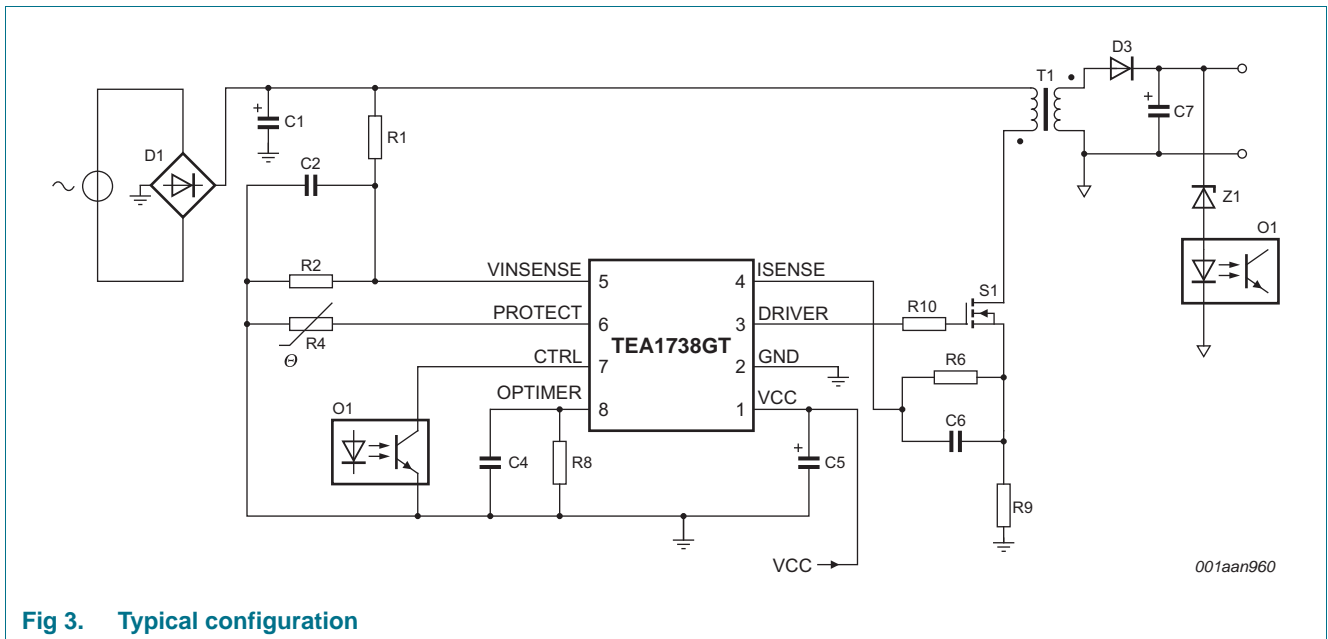 D3
T1
C1
R1
C7
D1
C2
Z1
O1
R2
VINSENSE
5
4
ISENSE
R10
S1
PROTECT
6
3
DRIVER
R4
Θ
TEA1738GT
CTRL
7
2
GND
R6
OPTIMER
8
1
VCC
O1
C6
C4
R8
C5
R9
VCC
001aan960
Fig 3. Typical configuration